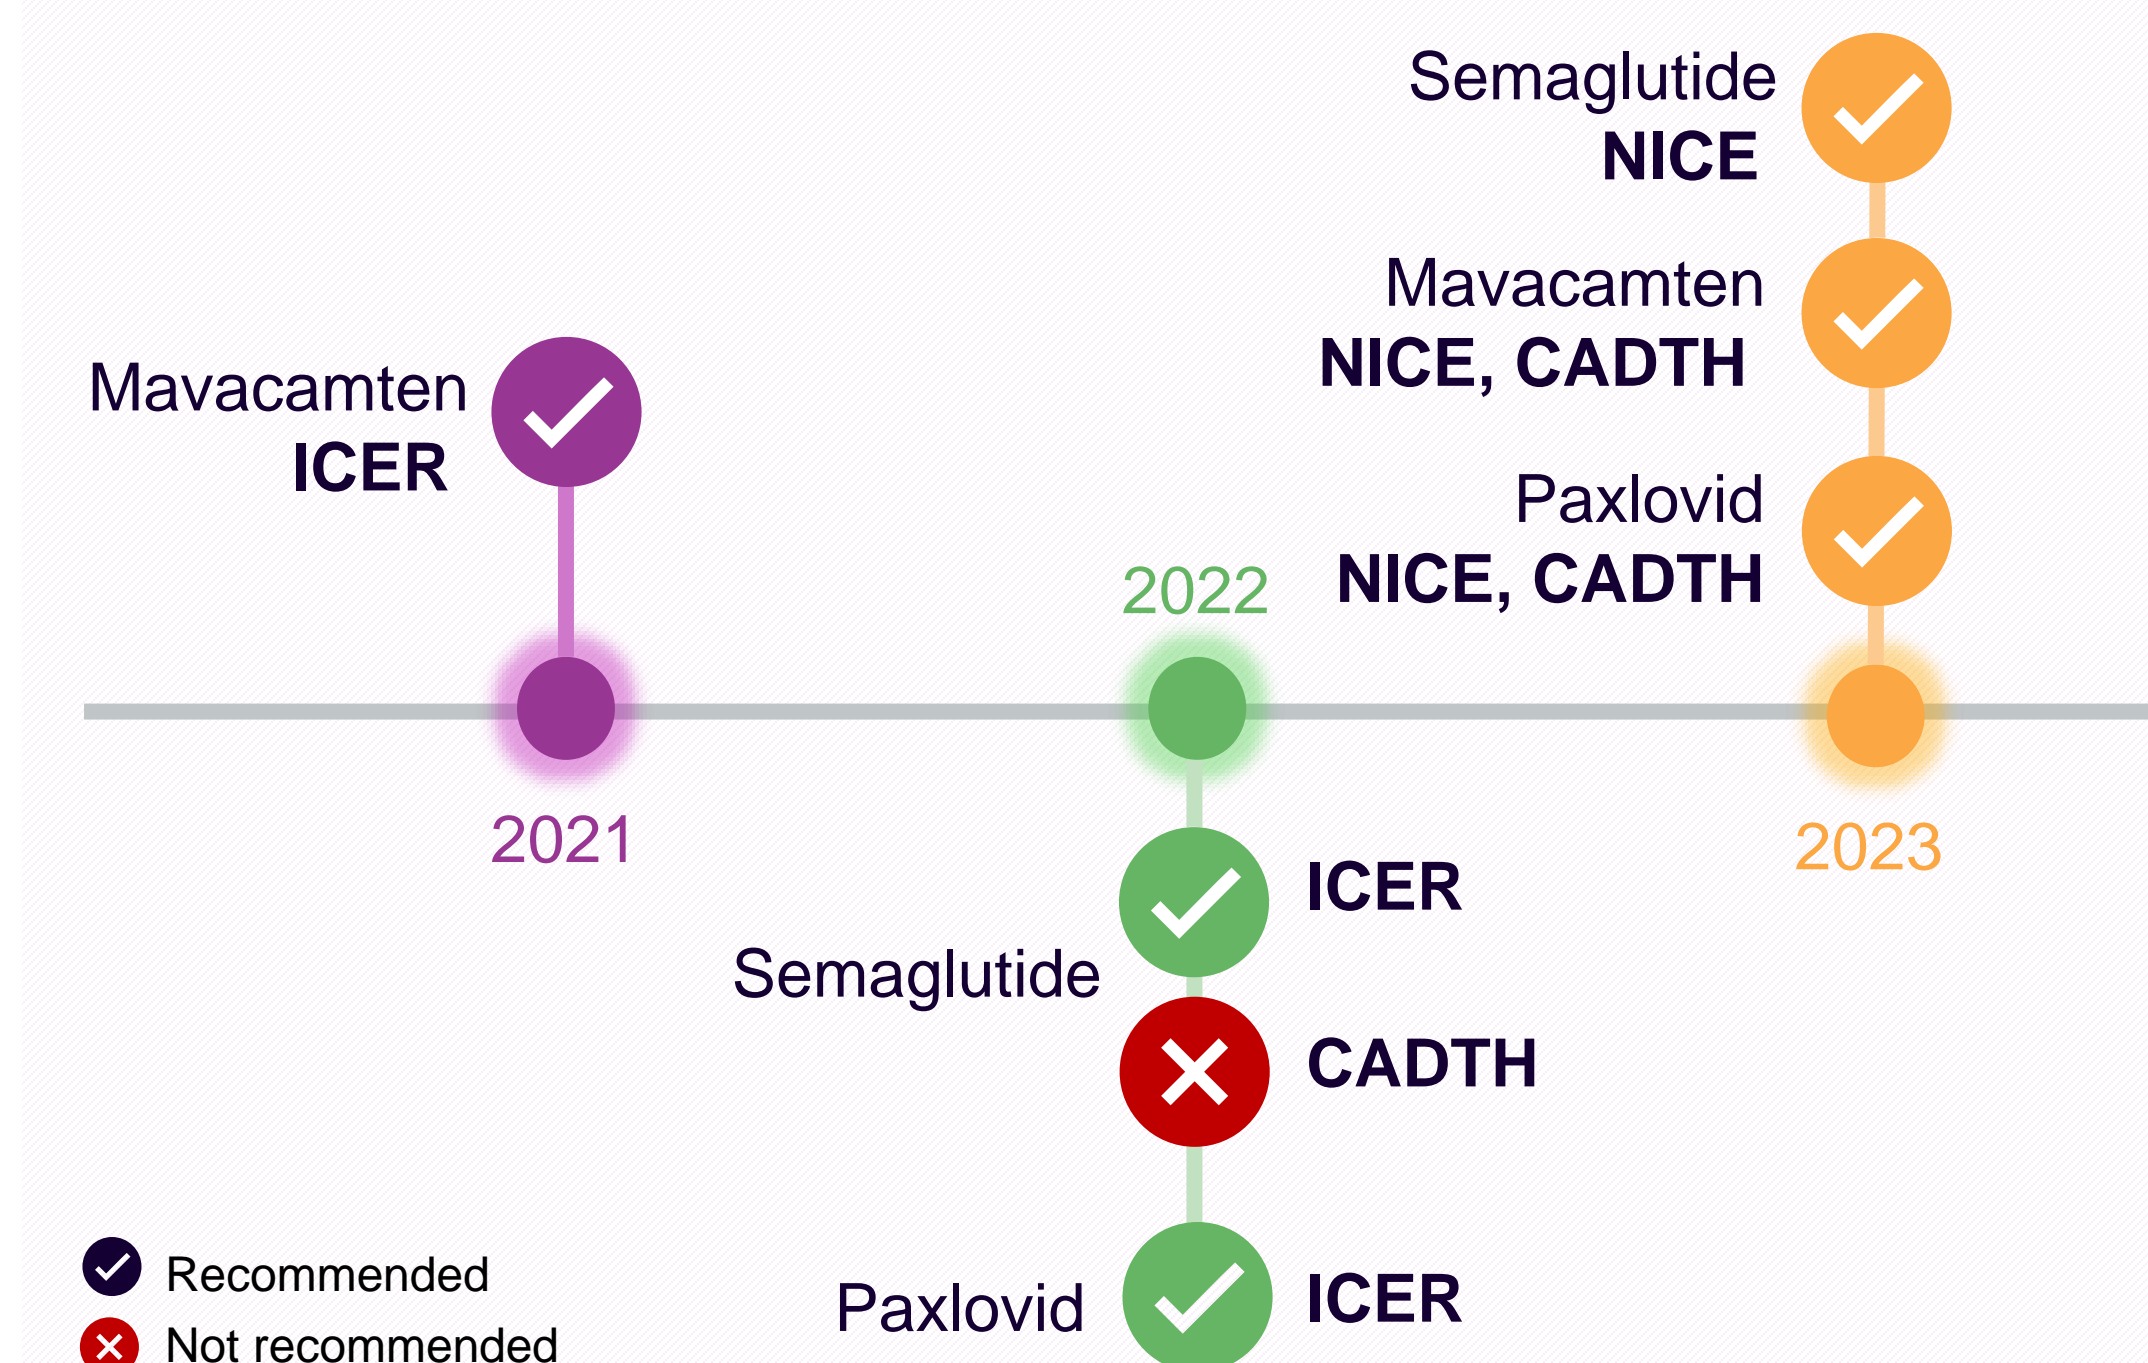 Semaglutide
NICE
Mavacamten
NICE, CADTH
Mavacamten
ICER
Paxlovid
NICE, CADTH
2022
2021
2023
ICER
Semaglutide
CADTH
Paxlovid
ICER
Recommended
Not recommended